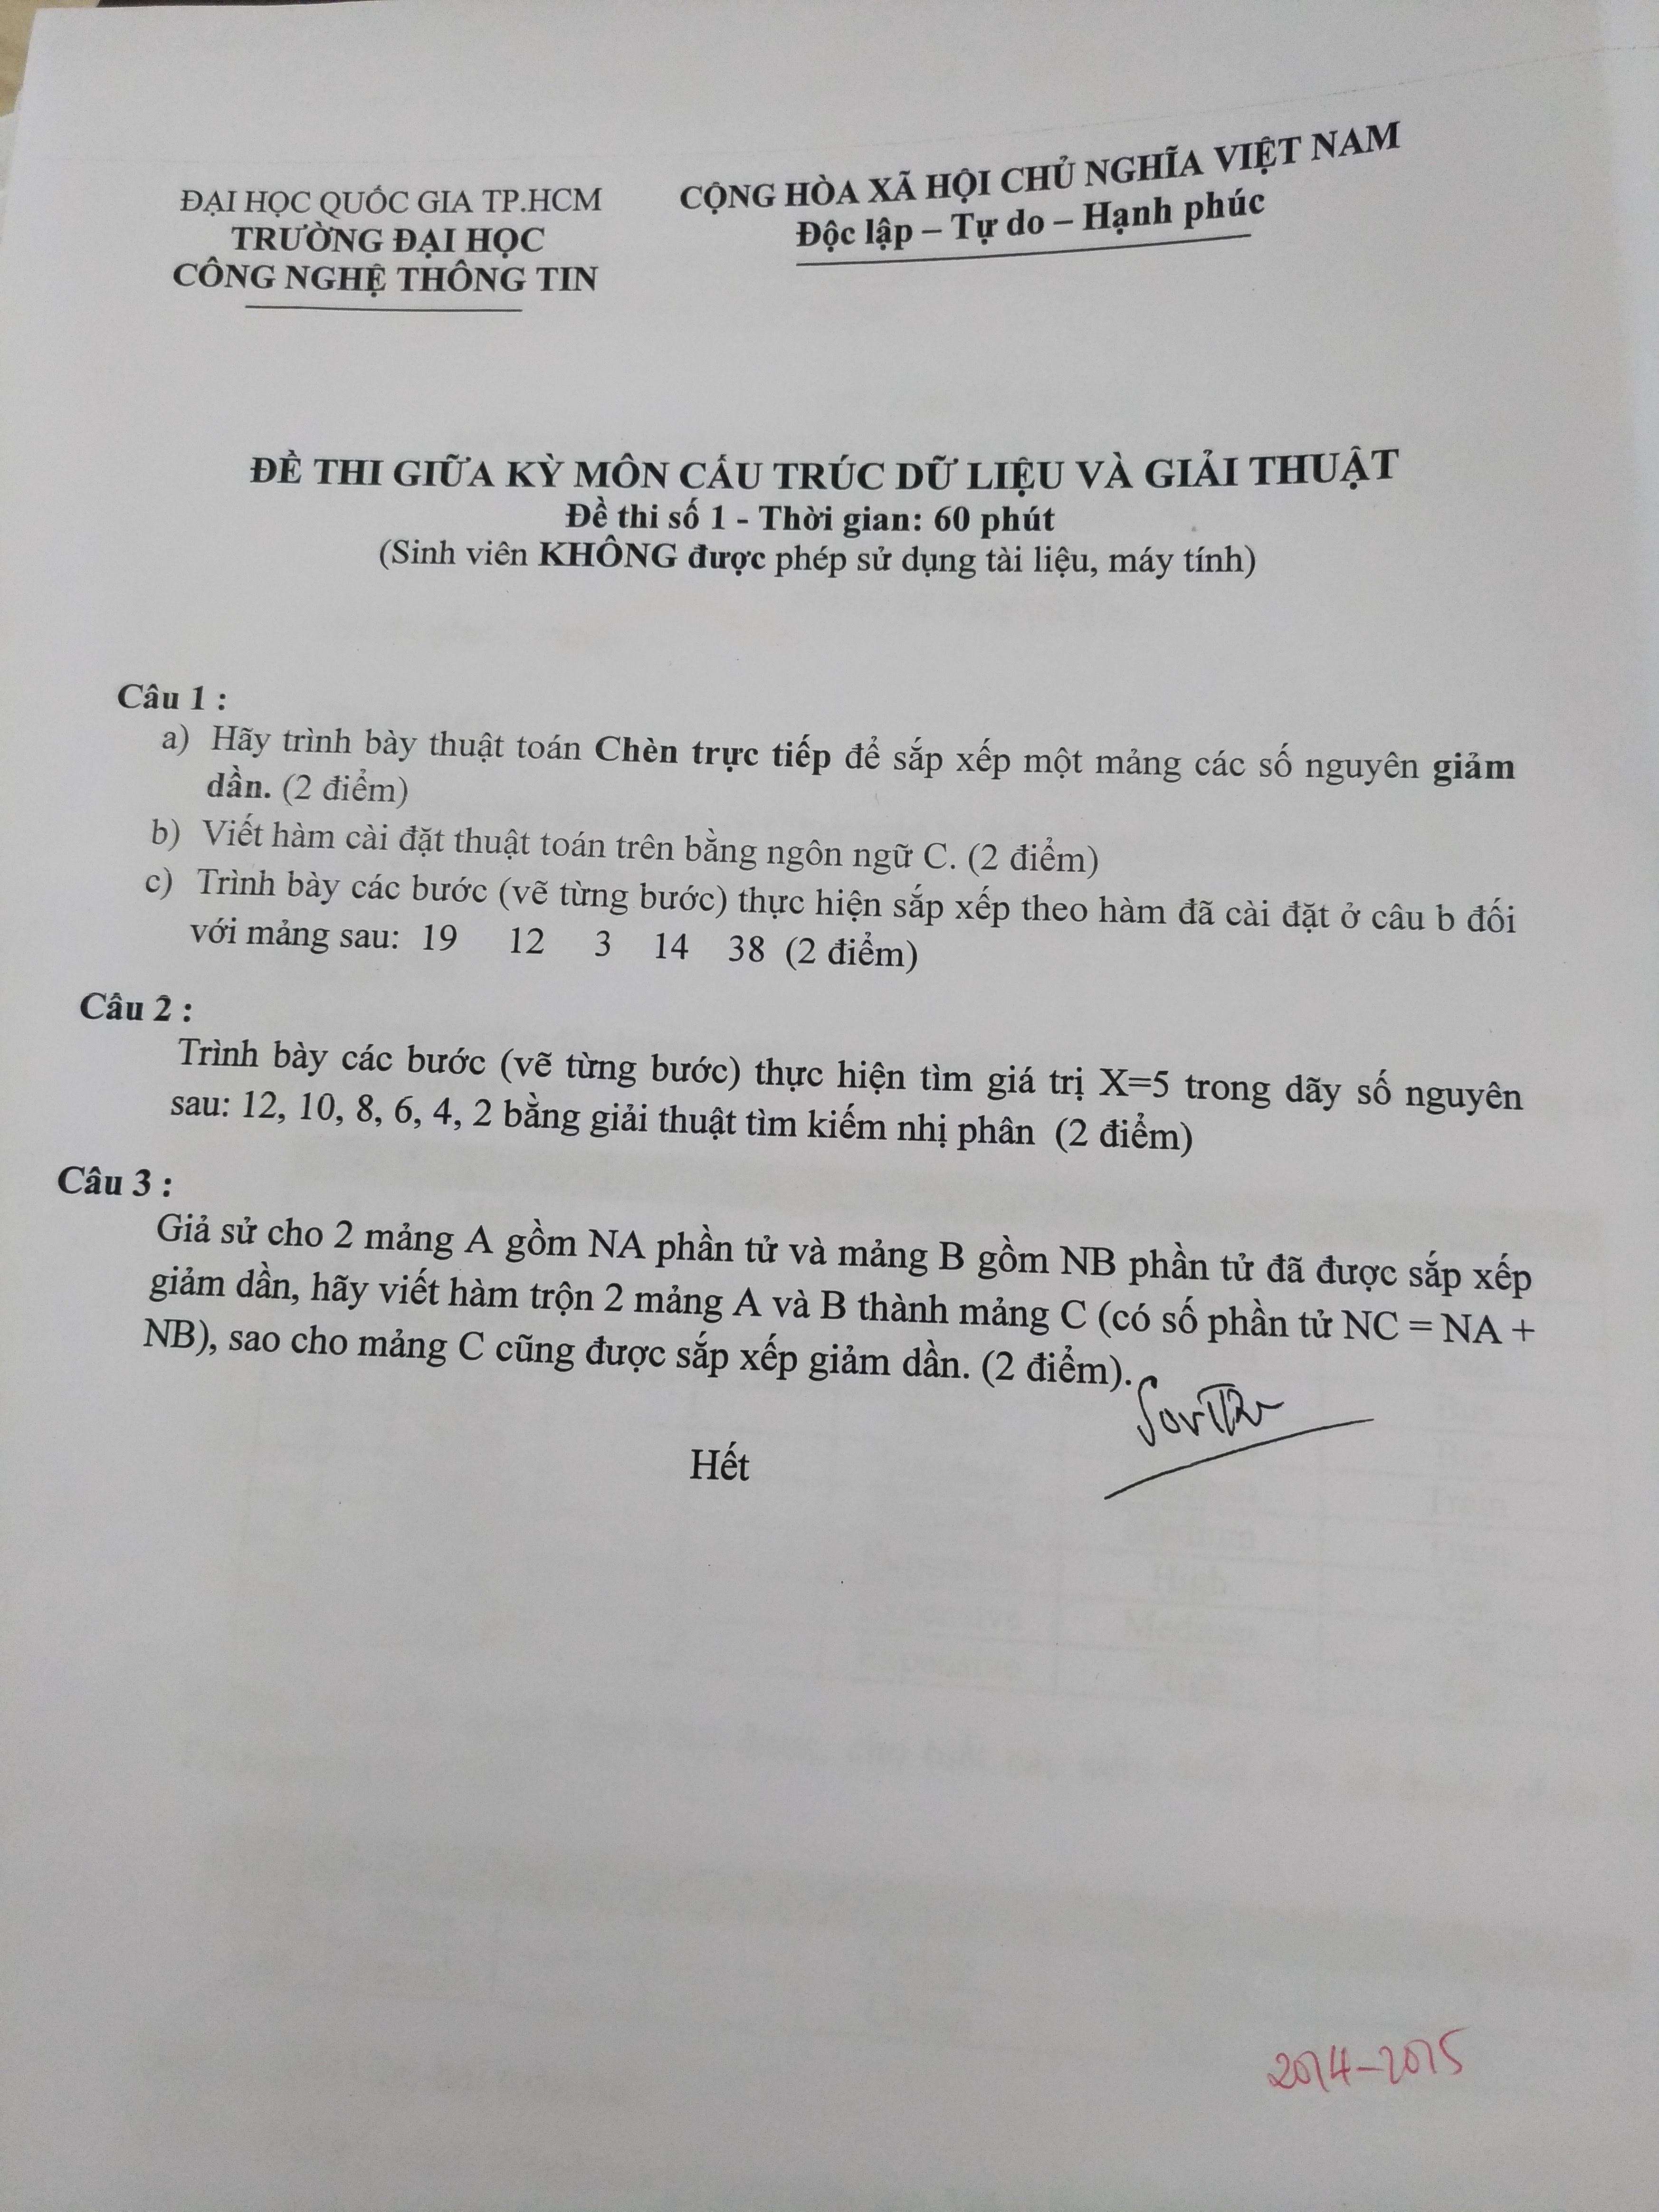 ĐẠI HỌC QUỐC GIA TP.HCM
TRƯỜNG ĐẠI HỌC
CÔNG NGHỆ THÔNG TIN
CỘNG HÒA XÃ HỘI CHỦ NGHĨA VIỆT NAM
Độc lập – Tự do – Hạnh phúc
ĐỀ THI GIỮA KỲ MÔN CẤU TRÚC DỮ LIỆU VÀ GIẢI THUẬT
Đề thi số 1 - Thời gian: 60 phút
(Sinh viên KHÔNG được phép sử dụng tài liệu, máy tính)
Câu 1 :
a) Hãy trình bày thuật toán Chèn trực tiếp để sắp xếp một mảng các số nguyên giảm
dần. (2 điểm)
b) Viết hàm cài đặt thuật toán trên bằng ngôn ngữ C. (2 điểm)
c) Trình bày các bước (vẽ từng bước) thực hiện sắp xếp theo hàm đã cài đặt ở câu b đối
với mảng sau: 19 12 3 14 38 (2 điểm)
Câu 2 :
Trình bày các bước (vẽ từng bước) thực hiện tìm giá trị X=5 trong dãy số nguyên
sau: 12, 10, 8, 6, 4, 2 bằng giải thuật tìm kiếm nhị phân (2 điểm)
Câu 3 :
Giả sử cho 2 mảng A gồm NA phần tử và mảng B gồm NB phần tử đã được sắp xếp
giảm dần, hãy viết hàm trộn 2 mảng A và B thành mảng C (có số phần tử NC = NA +
NB), sao cho mảng C cũng được sắp xếp giảm dần. (2 điểm).
Hết
2014-2015